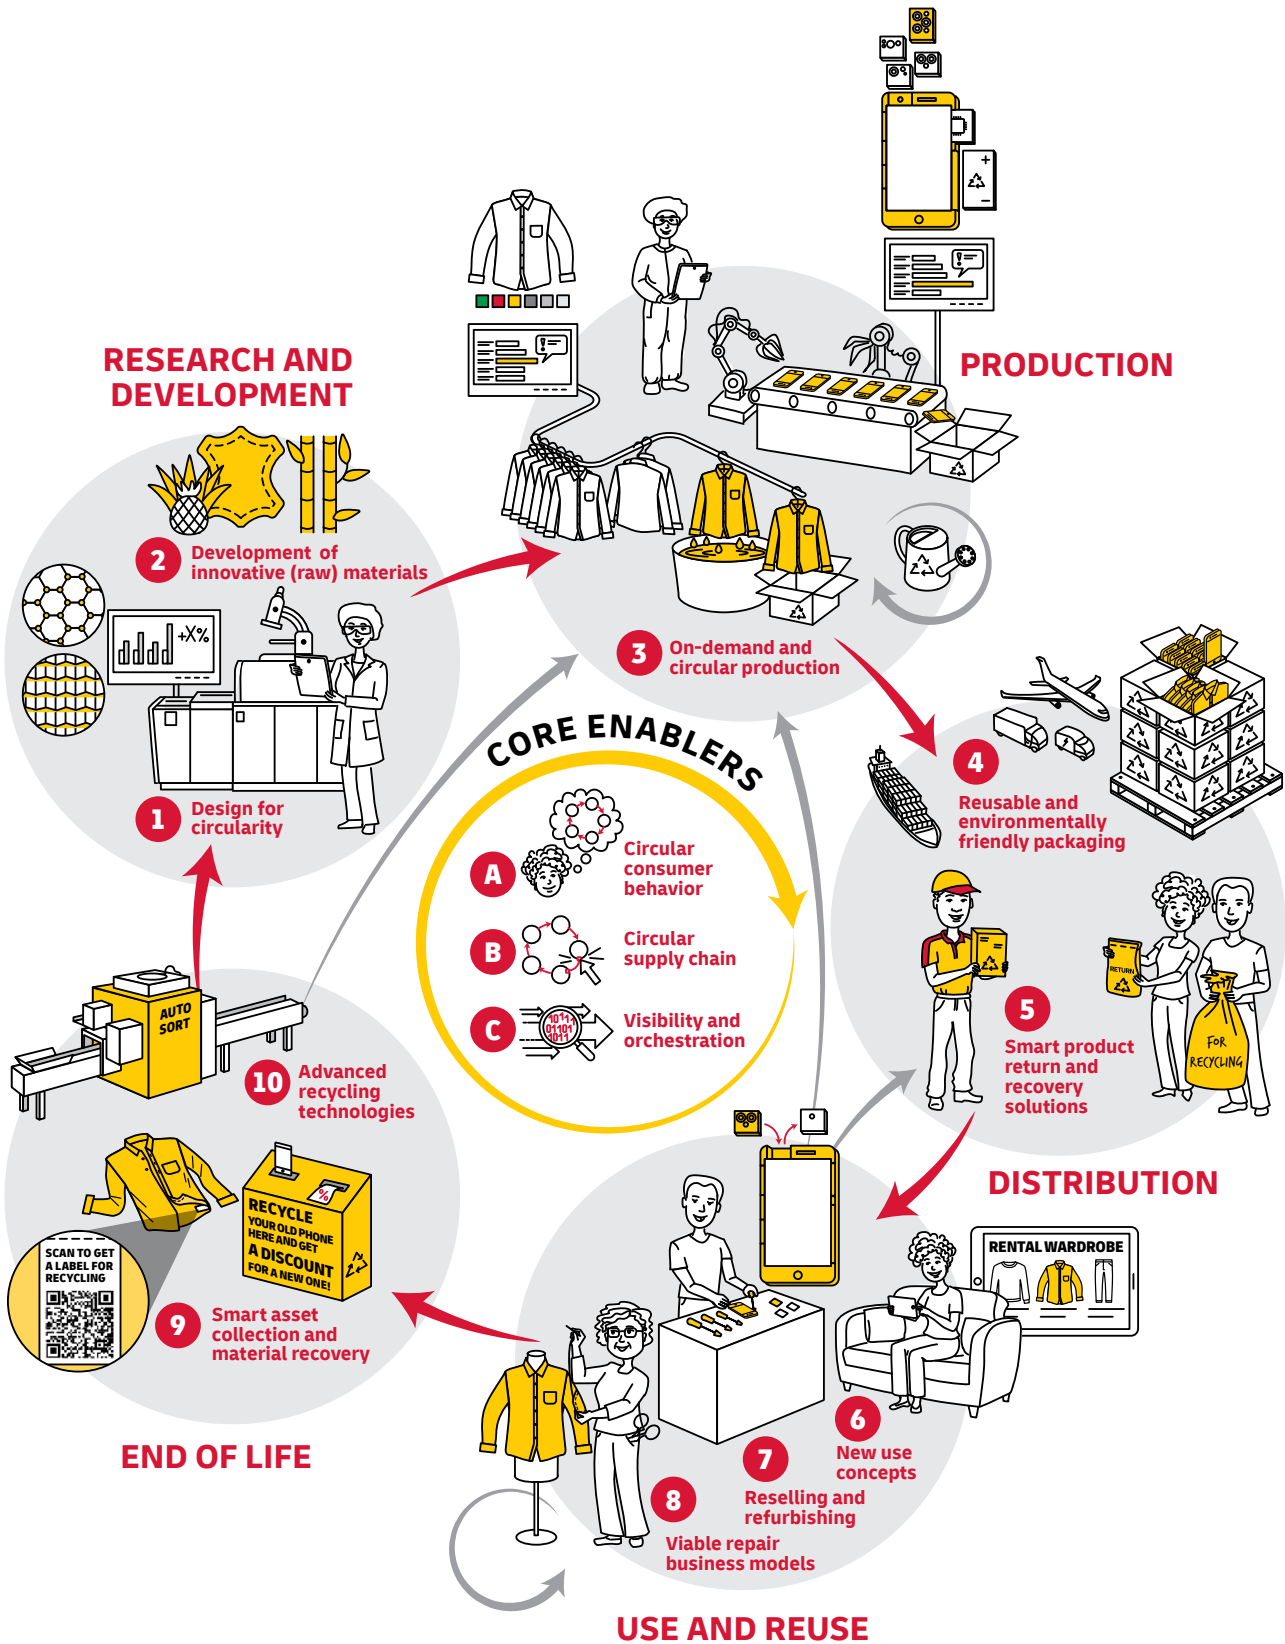 RESEARCH AND
DEVELOPMENT
2
Development of
innovative (raw) materials
+X%
1
Design for
circularity
PRODUCTION
3
On-demand and
circular production
4
Reusable and
environmentally
friendly packaging
RETURN
FOR
RECYCLING
5
Smart product
return and
recovery
solutions
DISTRIBUTION
CORE ENABLERS
A
Circular
consumer
behavior
B
Circular
supply chain
C
10111
01101
1011
Visibility and
orchestration
RENTAL WARDROBE
6
New use
concepts
7
Reselling and
refurbishing
8
Viable repair
business models
USE AND REUSE
AUTO
SORT
10
Advanced
recycling
technologies
%
RECYCLE
YOUR OLD PHONE
HERE AND GET
A DISCOUNT
FOR A NEW ONE!
SCAN TO GET
A LABEL FOR
RECYCLING
9
Smart asset
collection and
material recovery
END OF LIFE